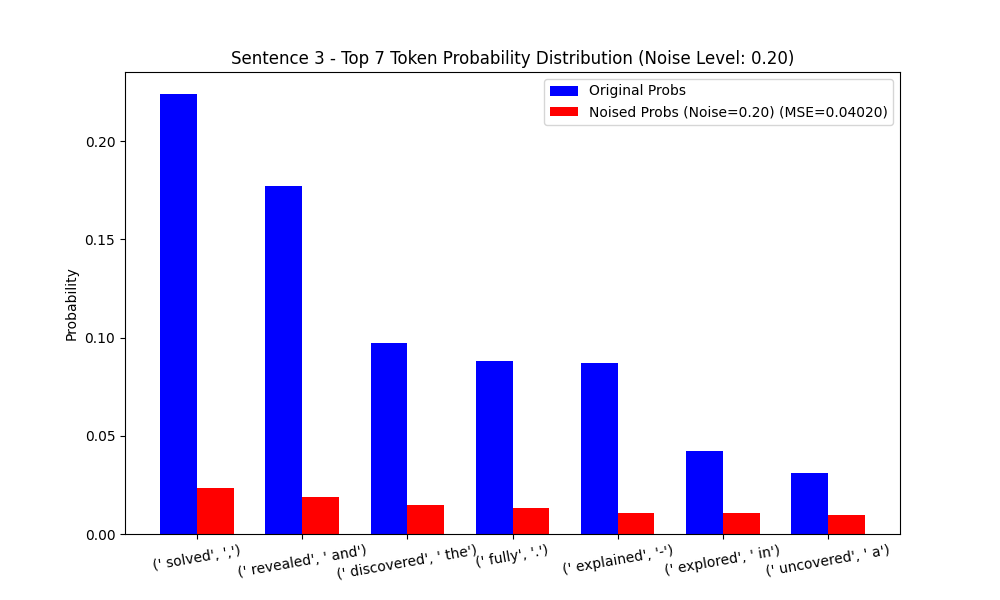 Sentence 3 - Top 7 Token Probability Distribution (Noise Level: 0.20)
Original Probs
Noised Probs (Noise=0.20) (MSE=0.04020)
Probability
0.20
0.15
0.10
0.05
0.00
(' solved', ',')
(' revealed', ' and')
(' discovered', ' the')
(' fully', '.')
(' explained', '-')
(' explored', ' in')
(' uncovered', ' a')